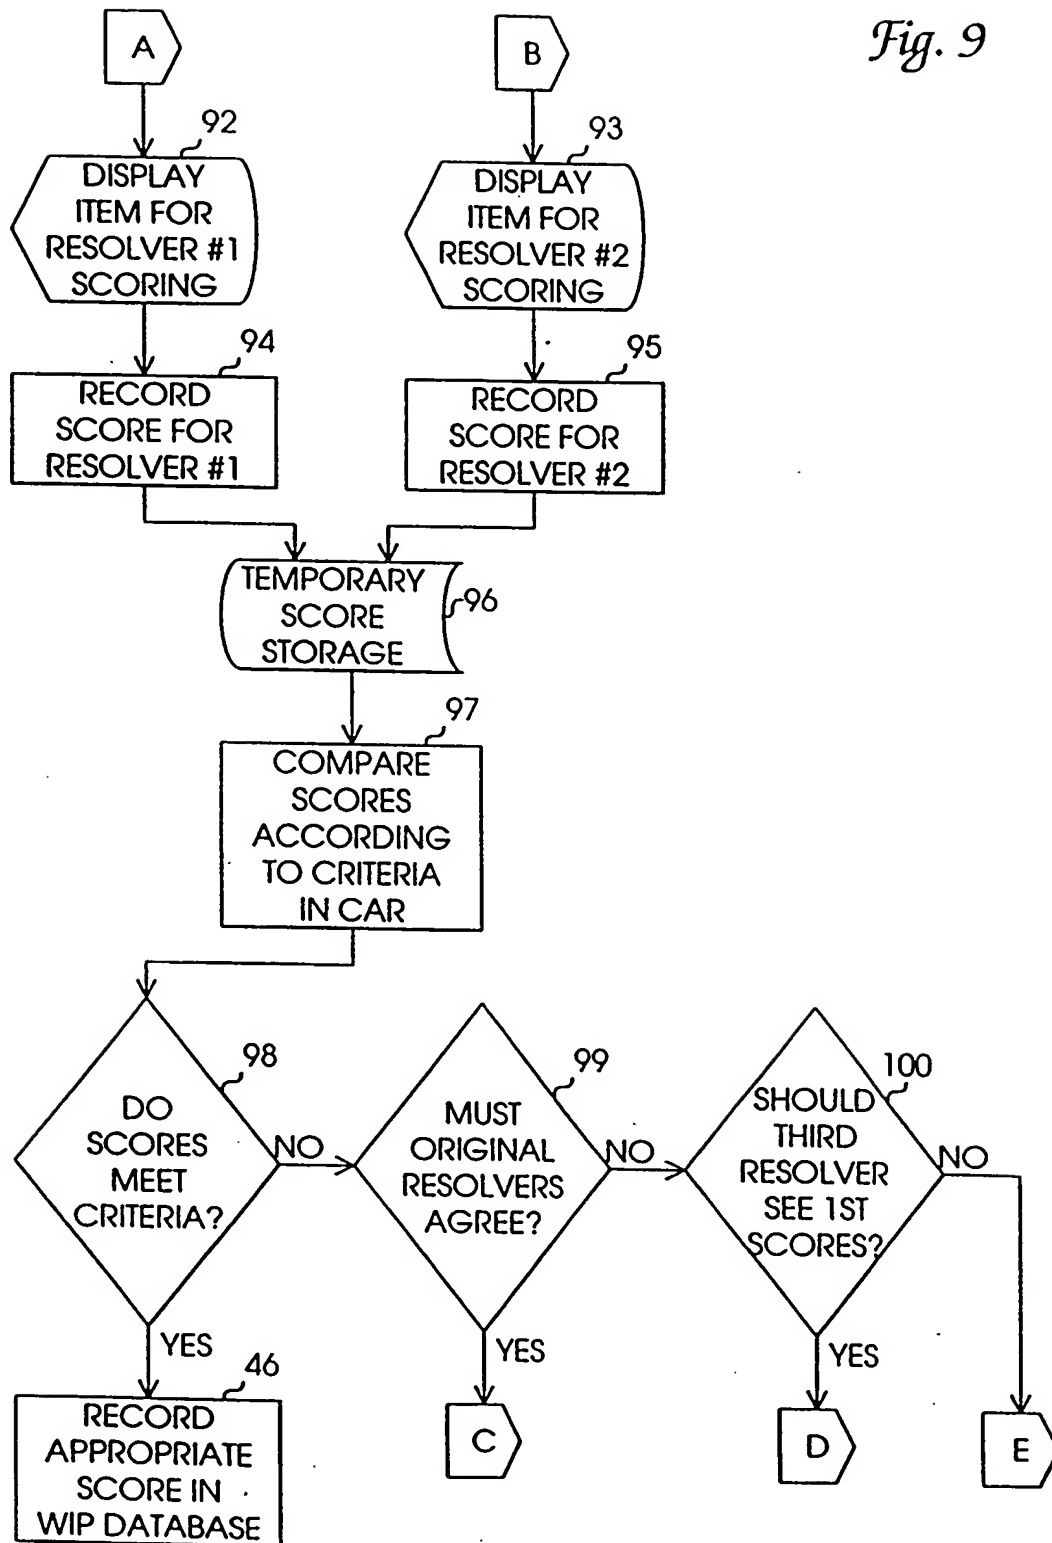 Fig. 9
A
B
92
93
DISPLAY
ITEM FOR
RESOLVER #1
SCORING
DISPLAY
ITEM FOR
RESOLVER #2
SCORING
94
95
RECORD
SCORE FOR
RESOLVER #1
RECORD
SCORE FOR
RESOLVER #2
TEMPORARY
SCORE
STORAGE
96
97
COMPARE
SCORES
ACCORDING
TO CRITERIA
IN CAR
98
99
100
DO
SCORES
MEET
CRITERIA?
NO
MUST
ORIGINAL
RESOLVERS
AGREE?
NO
SHOULD
THIRD
RESOLVER
SEE 1ST
SCORES?
NO
YES
YES
YES
46
RECORD
APPROPRIATE
SCORE IN
WIP DATABASE
C
D
E